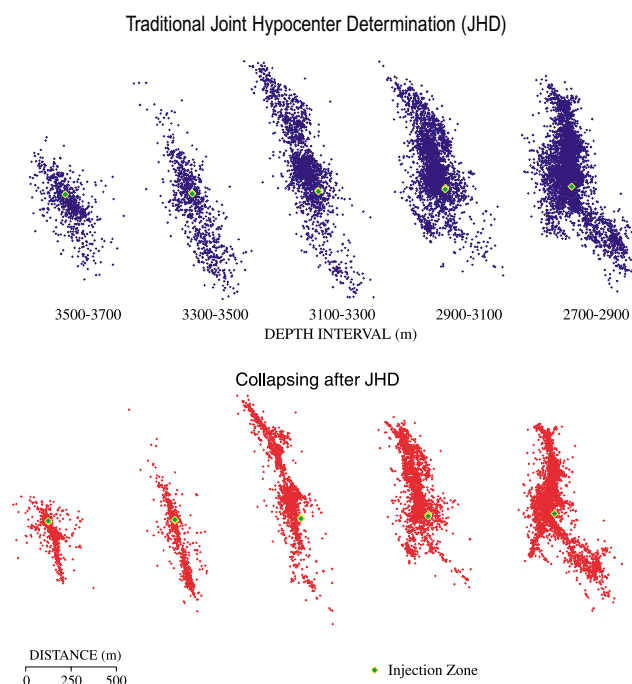 Traditional Joint Hypocenter Determination (JHD)
3500-3700 3300-3500 3100-3300 2900-3100 2700-2900
DEPTH INTERVAL (m)
Collapsing after JHD
DISTANCE (m)
0 250 500
Injection Zone